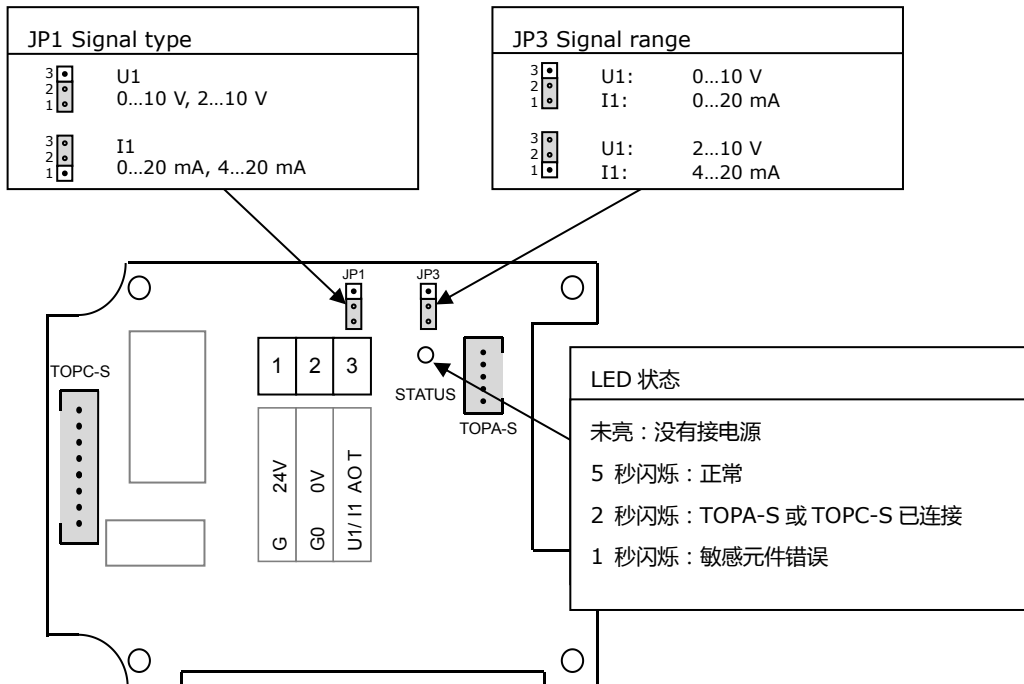 JP1 Signal type
3
2
1
U1
0...10 V, 2...10 V
3
2
1
I1
0...20 mA, 4...20 mA
JP3 Signal range
3
2
1
U1: 0...10 V
I1: 0...20 mA
3
2
1
U1: 2...10 V
I1: 4...20 mA
JP1
JP3
TOPC-S
1 2 3
STATUS
TOPA-S
G 24V
G0 0V
U1/ I1 AO T
LED 状态
未亮：没有接电源
5 秒闪烁：正常
2 秒闪烁：TOPA-S 或 TOPC-S 已连接
1 秒闪烁：敏感元件错误